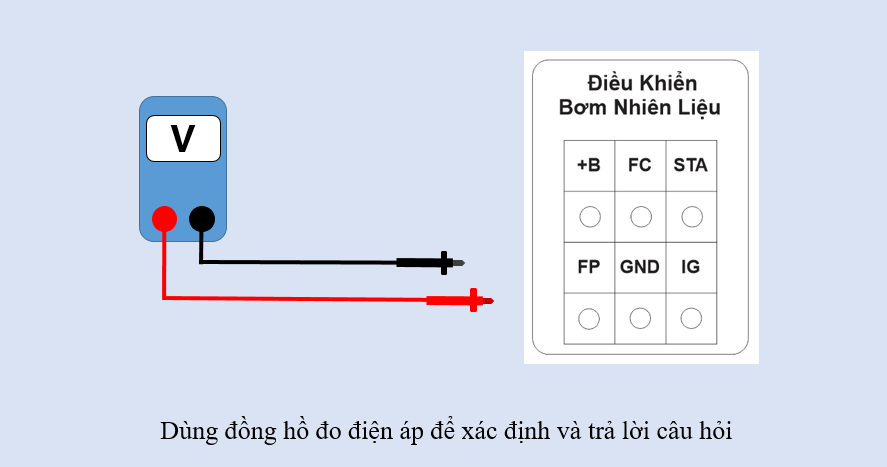 V
Điều Khiển
Bơm Nhiên Liệu
+B FC STA
FP GND IG
Dùng đồng hồ đo điện áp để xác định và trả lời câu hỏi